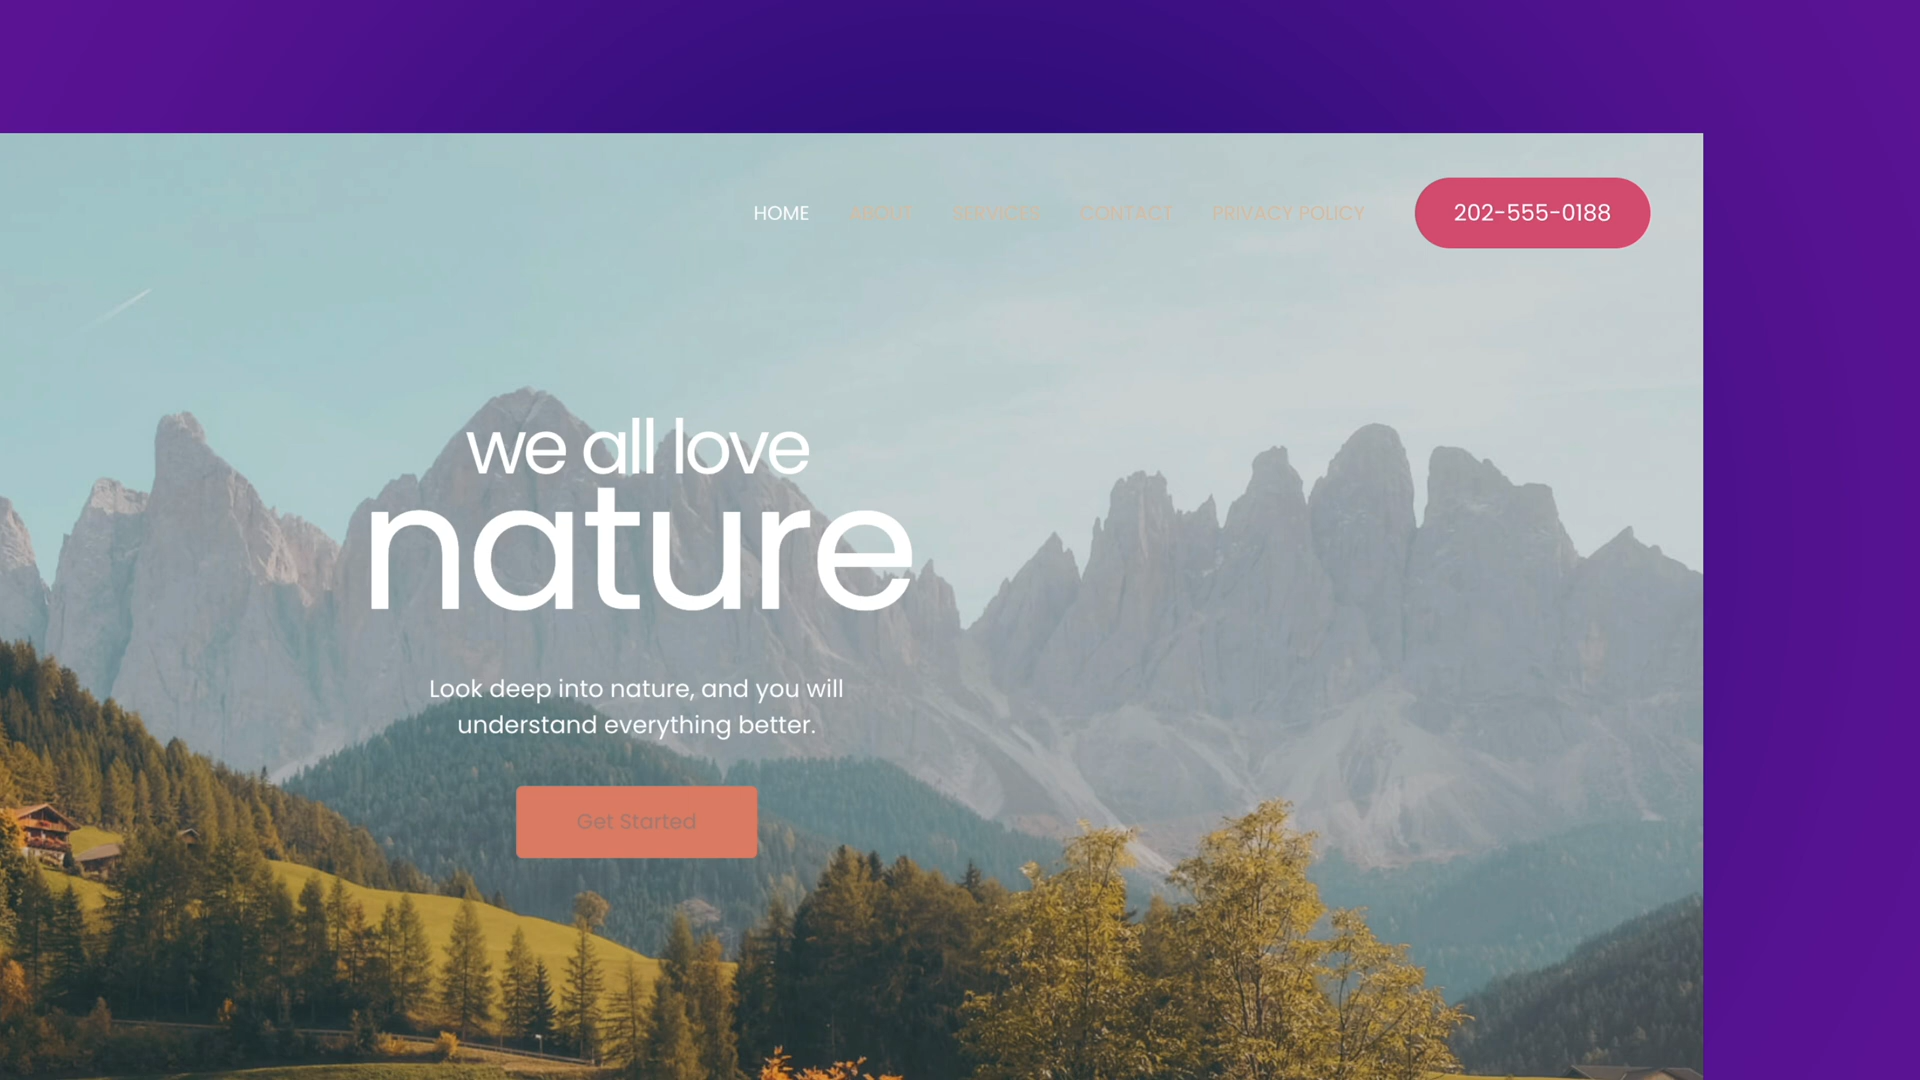 HOME ABOUT SERVICES CONTACT PRIVACY POLICY 202-555-0188
we all love
nature
Look deep into nature, and you will
understand everything better.
Get Started